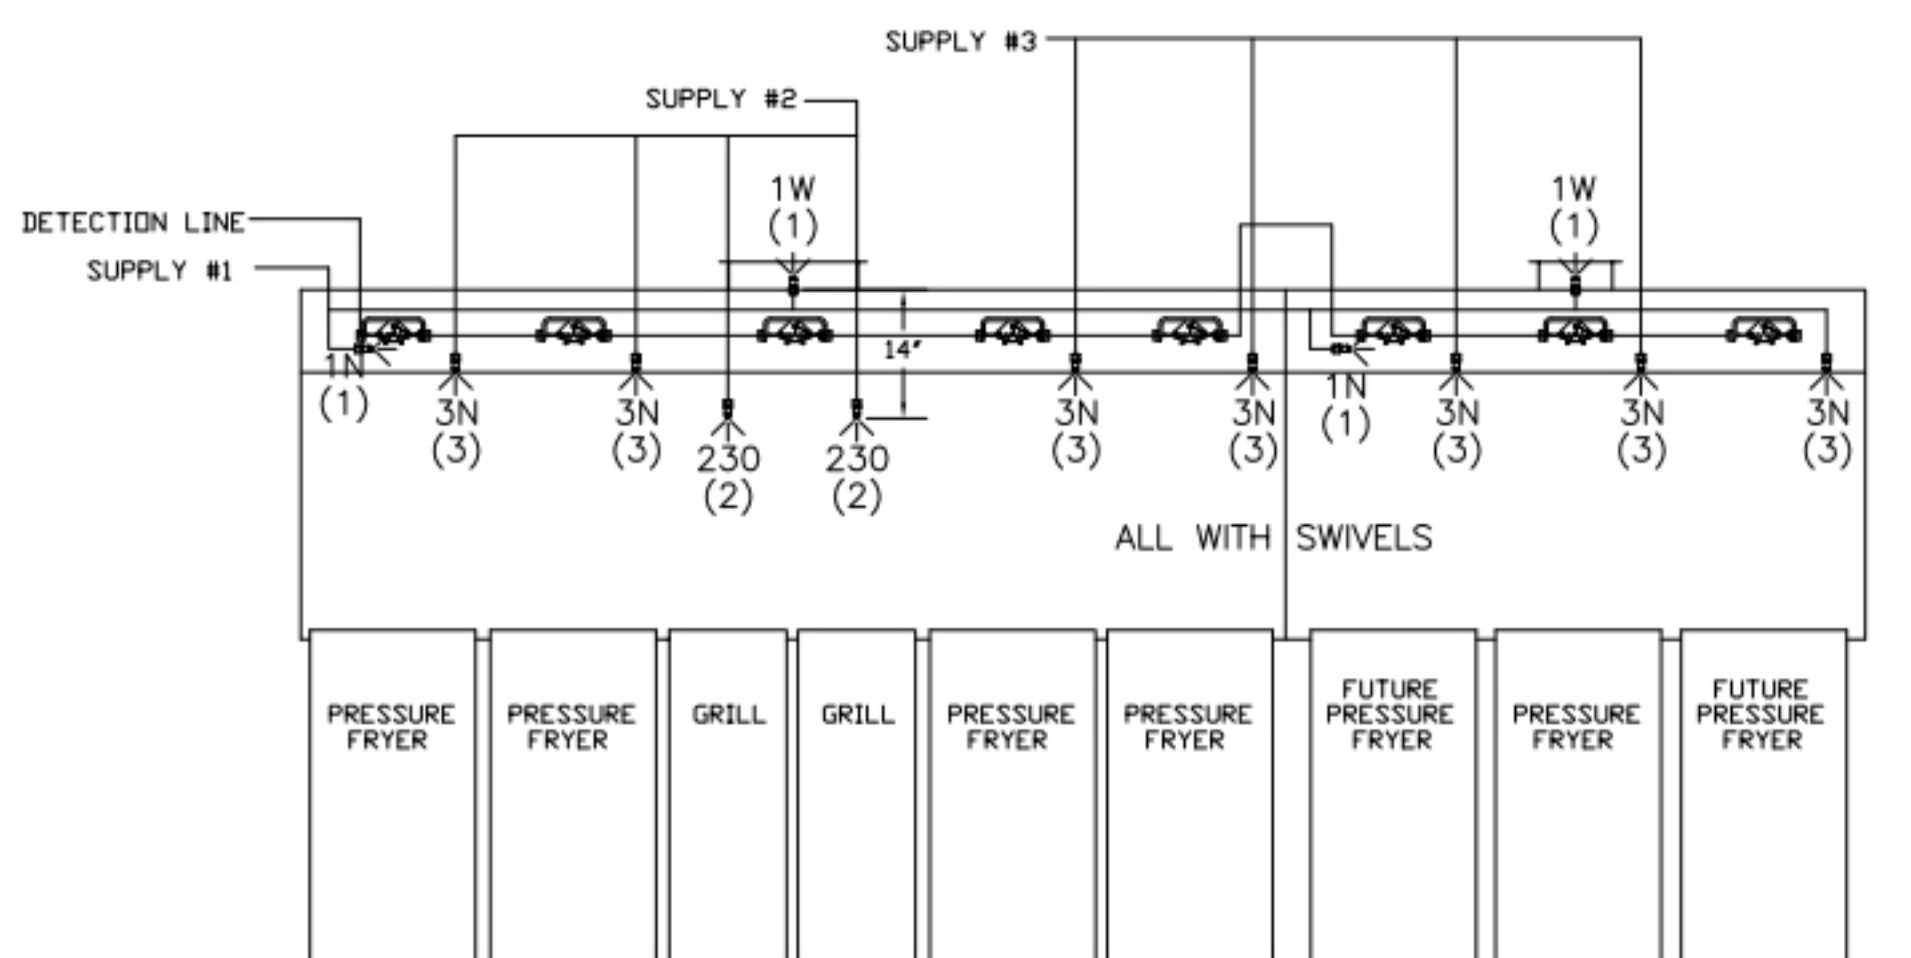 SUPPLY #3
SUPPLY #2
1W
(1)
1W
(1)
DETECTION LINE
SUPPLY #1
14"
1N
(1)
3N
(3)
3N
(3)
230
(2)
230
(2)
3N
(3)
3N
(3)
1N
(1)
3N
(3)
3N
(3)
3N
(3)
ALL WITH SWIVELS
PRESSURE
FRYER
PRESSURE
FRYER
GRILL
GRILL
PRESSURE
FRYER
PRESSURE
FRYER
FUTURE
PRESSURE
FRYER
PRESSURE
FRYER
FUTURE
PRESSURE
FRYER